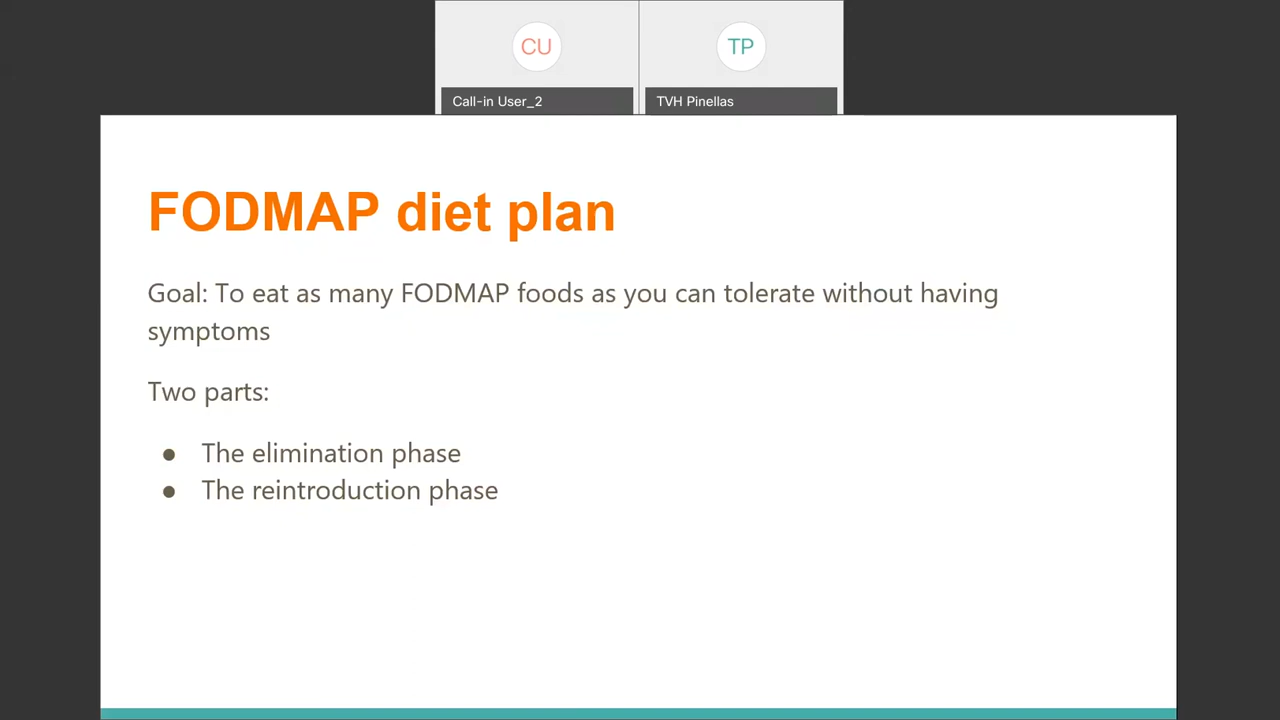 CU
TP
Call-in User_2
TVH Pinellas
FODMAP diet plan
Goal: To eat as many FODMAP foods as you can tolerate without having
symptoms
Two parts:
● The elimination phase
● The reintroduction phase